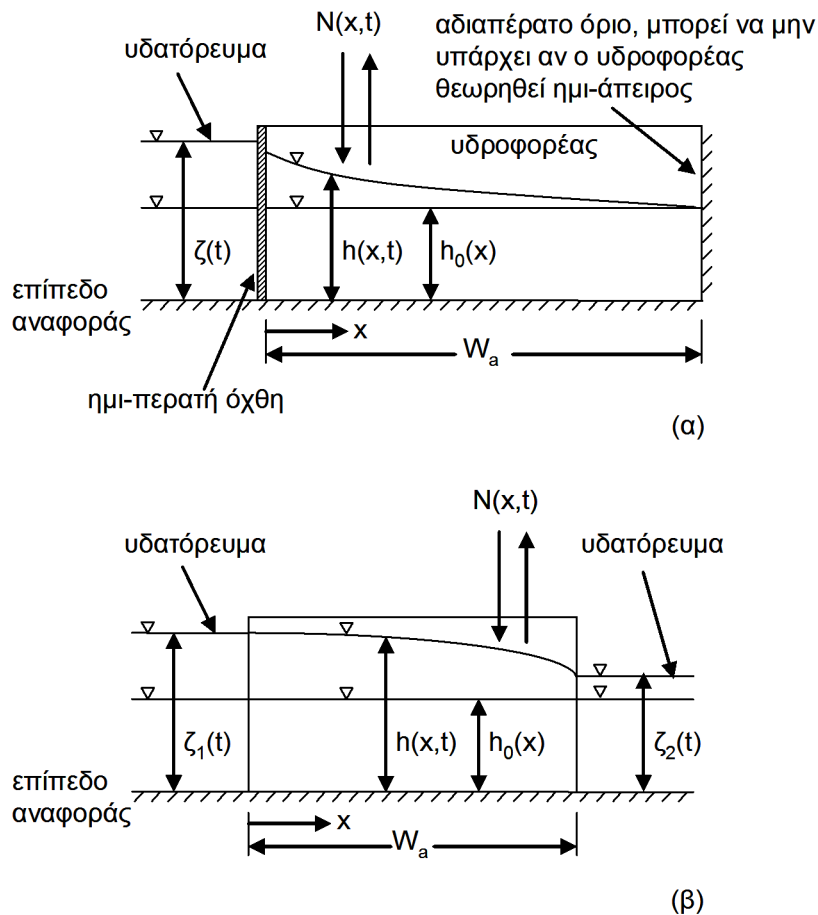 N(x,t)
υδατόρευμα
αδιαπέρατο όριο, μπορεί να μην
υπάρχει αν ο υδροφορέας
θεωρηθεί ημι-άπειρος
υδροφορέας
ζ(t)
h(x,t)
h₀(x)
επίπεδο
αναφοράς
x
Wₐ
ημι-περατή όχθη
(α)
N(x,t)
υδατόρευμα
υδατόρευμα
ζ₁(t)
h(x,t)
h₀(x)
ζ₂(t)
επίπεδο
αναφοράς
x
Wₐ
(β)